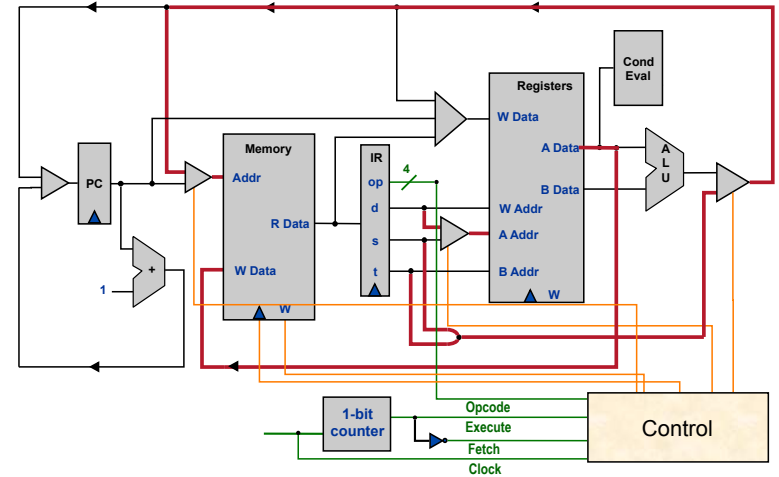 Cond
Eval
Registers
W Data
A Data
B Data
W Addr
A Addr
B Addr
W
A
L
U
Memory
Addr
R Data
W Data
W
IR
4
op
d
s
t
PC
+
1
1-bit
counter
Opcode
Execute
Fetch
Clock
Control